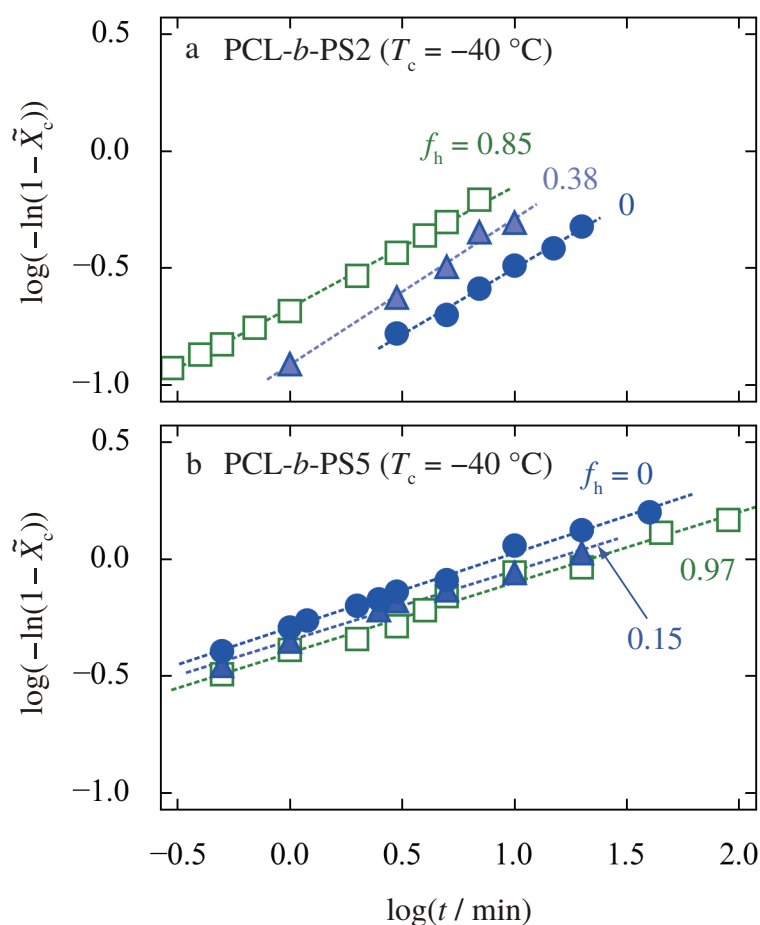 a PCL-b-PS2 (Tc = −40 °C)
0.5
0.0
−0.5
−1.0
log(−ln(1− X̃c))
fh = 0.85
0.38
0
b PCL-b-PS5 (Tc = −40 °C)
0.5
0.0
−0.5
−1.0
log(−ln(1− X̃c))
fh = 0
0.97
0.15
−0.5 0.0 0.5 1.0 1.5 2.0
log(t / min)